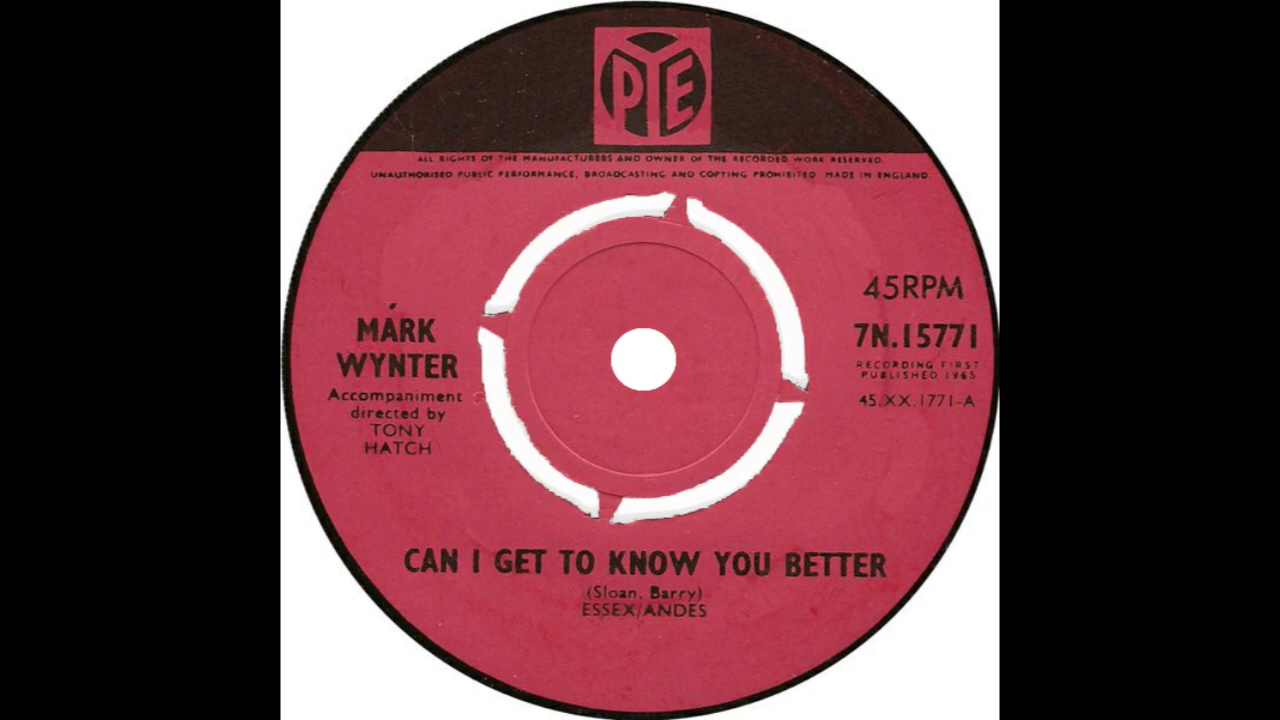 PYE
ALL RIGHTS OF THE MANUFACTURERS AND OWNER OF THE RECORDED WORK RESERVED.
UNAUTHORISED PUBLIC PERFORMANCE, BROADCASTING AND COPYING PROHIBITED. MADE IN ENGLAND.
45RPM
7N.15771
RECORDING FIRST
PUBLISHED 1965
45.XX.1771-A
MARK
WYNTER
Accompaniment
directed by
TONY
HATCH
CAN I GET TO KNOW YOU BETTER
(Sloan, Barry)
ESSEX/ANDES